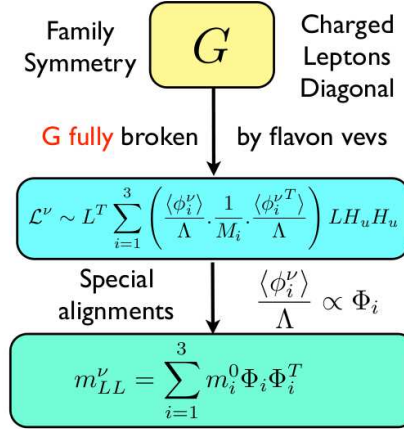 Family Symmetry
G
Charged Leptons Diagonal
G fully broken by flavon vevs
$\mathcal{L}^{\nu} \sim L^T \sum_{i=1}^{3} \left( \frac{\langle \phi_i^{\nu} \rangle}{\Lambda} . \frac{1}{M_i} . \frac{\langle \phi_i^{\nu T} \rangle}{\Lambda} \right) L H_u H_u$
Special alignments
$\frac{\langle \phi_i^{\nu} \rangle}{\Lambda} \propto \Phi_i$
$m_{LL}^{\nu} = \sum_{i=1}^{3} m_i^0 \Phi_i \Phi_i^T$